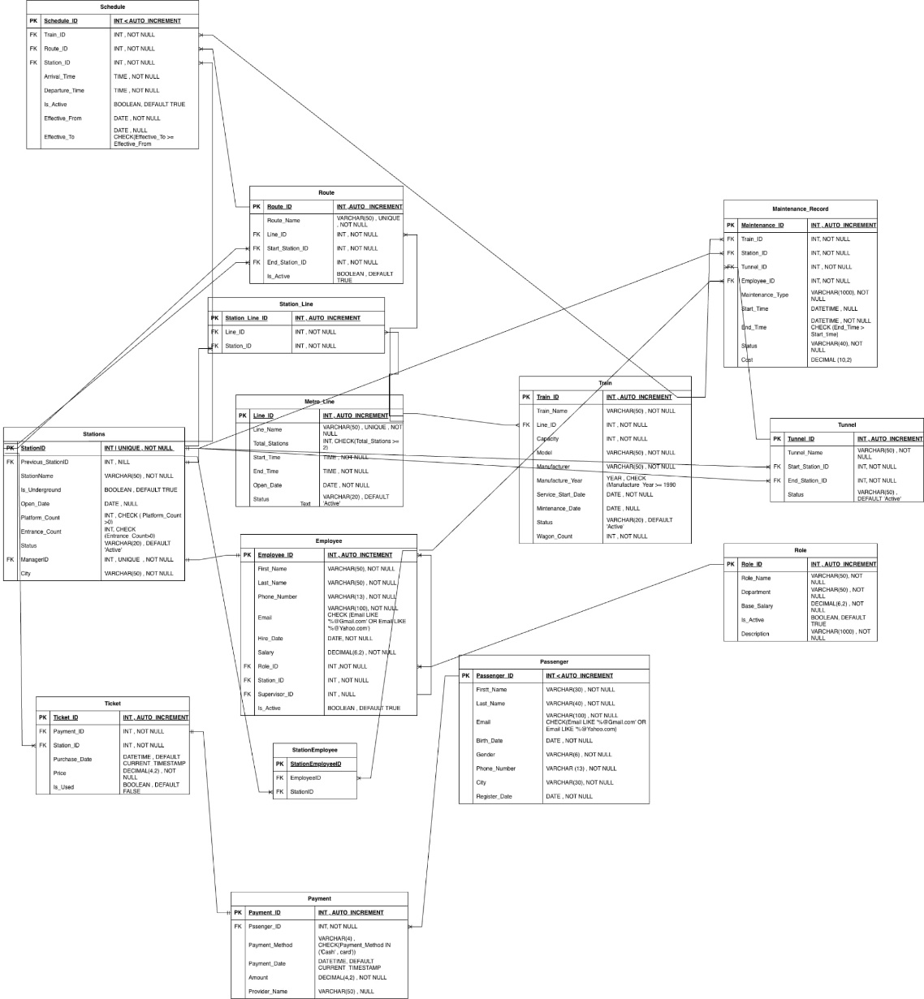 Schedule
PK Schedule_ID INT < AUTO_INCREMENT
FK Train_ID INT , NOT NULL
FK Route_ID INT , NOT NULL
FK Station_ID INT , NOT NULL
Arrival_Time TIME , NOT NULL
Departure_Time TIME , NOT NULL
Is_Active BOOLEAN, DEFAULT TRUE
Effective_From DATE , NOT NULL
Effective_To DATE , NULL
CHECK(Effective_To >=
Effective_From
Route
PK Route_ID INT ,AUTO_INCREMENT
Route_Name VARCHAR(50) , UNIQUE
, NOT NULL
FK Line_ID INT , NOT NULL
FK Start_Station_ID INT , NOT NULL
FK End_Station_ID INT , NOT NULL
Is_Active BOOLEAN , DEFAULT
TRUE
Maintenance_Record
PK Maintenance_ID INT , AUTO_INCREMENT
FK Train_ID INT, NOT NULL
FK Station_ID INT, NOT NULL
FK Tunnel_ID INT , NOT NULL
FK Employee_ID INT, NOT NULL
Maintenance_Type VARCHAR(1000), NOT
NULL
Start_Time DATETIME , NULL
End_Time DATETIME , NOT NULL
CHECK (End_Time >
Start_time)
Status VARCHAR(40), NOT
NULL
Cost DECIMAL (10,2)
Station_Line
PK Station_Line_ID INT , AUTO_INCREMENT
FK Line_ID INT , NOT NULL
FK Station_ID INT , NOT NULL
Metro_Line
PK Line_ID INT , AUTO_INCREMENT
Line_Name VARCHAR(50) , UNIQUE , NOT
NULL
Total_Stations INT, CHECK(Total_Stations >=
2)
Start_Time TIME , NOT NULL
End_Time TIME , NOT NULL
Open_Date DATE , NOT NULL
Status VARCHAR(20) , DEFAULT
'Active'
Text
Train
PK Train_ID INT , AUTO_INCREMENT
Train_Name VARCHAR(50) , NOT NULL
FK Line_ID INT , NOT NULL
Capacity INT , NOT NULL
Model VARCHAR(50) , NOT NULL
Manufacturer VARCHAR(50) , NOT NULL
Manufacture_Year YEAR , CHECK
(Manufacture_Year >= 1990
Service_Start_Date DATE , NOT NULL
Mintenance_Date DATE , NULL
Status VARCHAR(20) , DEFAULT
'Active'
Wagon_Count INT , NOT NULL
Tunnel
PK Tunnel_ID INT , AUTO_INCREMENT
Tunnel_Name VARCHAR(50) , NOT
NULL
FK Start_Station_ID INT, NOT NULL
FK End_Station_ID INT, NOT NULL
Status VARCHAR(50) ,
DEFAULT 'Active'
Stations
PK StationID INT I UNIQUE , NOT NULL
FK Previous_StationID INT , NILL
StationName VARCHAR(50) , NOT NULL
Is_Underground BOOLEAN , DEFAULT TRUE
Open_Date DATE , NULL
Platform_Count INT , CHECK ( Platform_Count
>0)
Entrance_Count INT, CHECK
(Entrance_Count>0)
Status VARCHAR(20) , DEFAULT
'Active'
FK ManagerID INT , UNIQUE , NOT NULL
City VARCHAR(50) , NOT NULL
Employee
PK Employee_ID INT , AUTO_INCTEMENT
First_Name VARCHAR(50), NOT NULL
Last_Name VARCHAR(50) , NOT NULL
Phone_Number VARCHAR(13) , NOT NULL
Email VARCHAR(100), NOT NULL
CHECK (Email LIKE
'%@Gmail.com' OR Email LIKE
'%@Yahoo.com')
Hire_Date DATE, NOT NULL
Salary DECIMAL(6,2) , NOT NULL
FK Role_ID INT ,NOT NULL
FK Station_ID INT , NOT NULL
FK Supervisor_ID INT , NULL
Is_Active BOOLEAN , DEFAULT TRUE
Role
PK Role_ID INT , AUTO_INCREMENT
Role_Name VARCHAR(50), NOT
NULL
Department VARCHAR(50) , NOT
NULL
Base_Salary DECIMAL(6,2) , NOT
NULL
Is_Active BOOLEAN, DEFAULT
TRUE
Description VARCHAR(1000) , NOT
NULL
Passenger
PK Passenger_ID INT < AUTO_INCREMENT
Firstt_Name VARCHAR(30) , NOT NULL
Last_Name VARCHAR(40) , NOT NULL
Email VARCHAR(100) , NOT NULL
CHECK(Email LIKE '%@Gmail.com' OR
Email LIKE '%@Yahoo.com)
Birth_Date DATE , NOT NULL
Gender VARCHAR(6) , NOT NULL
Phone_Number VARCHAR (13) , NOT NULL
City VARCHAR(30), NOT NULL
Register_Date DATE , NOT NULL
Ticket
PK Ticket_ID INT , AUTO_INCREMENT
FK Payment_ID INT , NOT NULL
FK Station_ID INT , NOT NULL
Purchase_Date DATETIME , DEFAULT
CURRENT_TIMESTAMP
Price DECIMAL(4,2) , NOT
NULL
Is_Used BOOLEAN , DEFAULT
FALSE
StationEmployee
PK StationEmployeeID
FK EmployeeID
FK StationID
Payment
PK Payment_ID INT , AUTO_INCREMENT
FK Pssenger_ID INT, NOT NULL
Payment_Method VARCHAR(4) ,
CHECK(Payment_Method IN
('Cash' , card'))
Payment_Date DATETIME, DEFAULT
CURRENT_TIMESTAMP
Amount DECIMAL(4,2) , NOT NULL
Provider_Name VARCHAR(50) , NULL